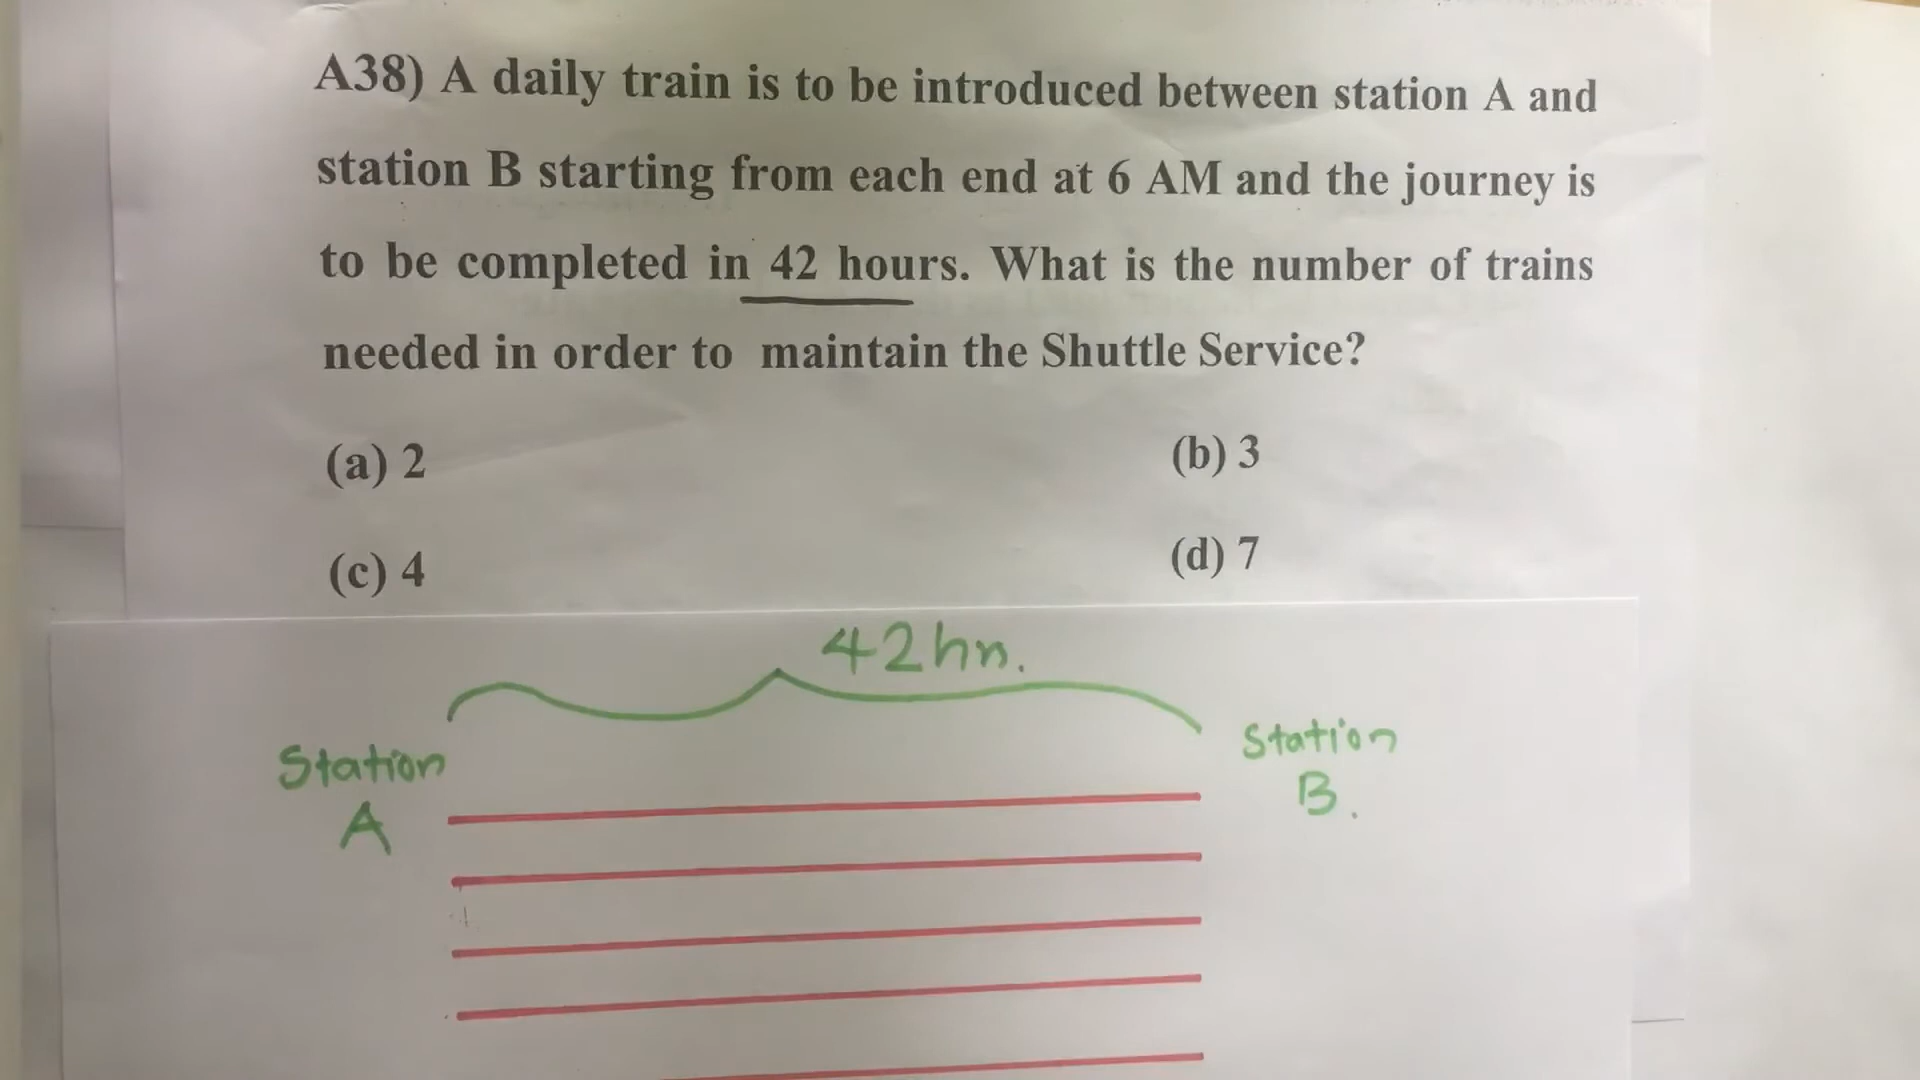 A38) A daily train is to be introduced between station A and
station B starting from each end at 6 AM and the journey is
to be completed in 42 hours. What is the number of trains
needed in order to maintain the Shuttle Service?
(a) 2 (b) 3
(c) 4 (d) 7
42hrs.
Station A
Station B.